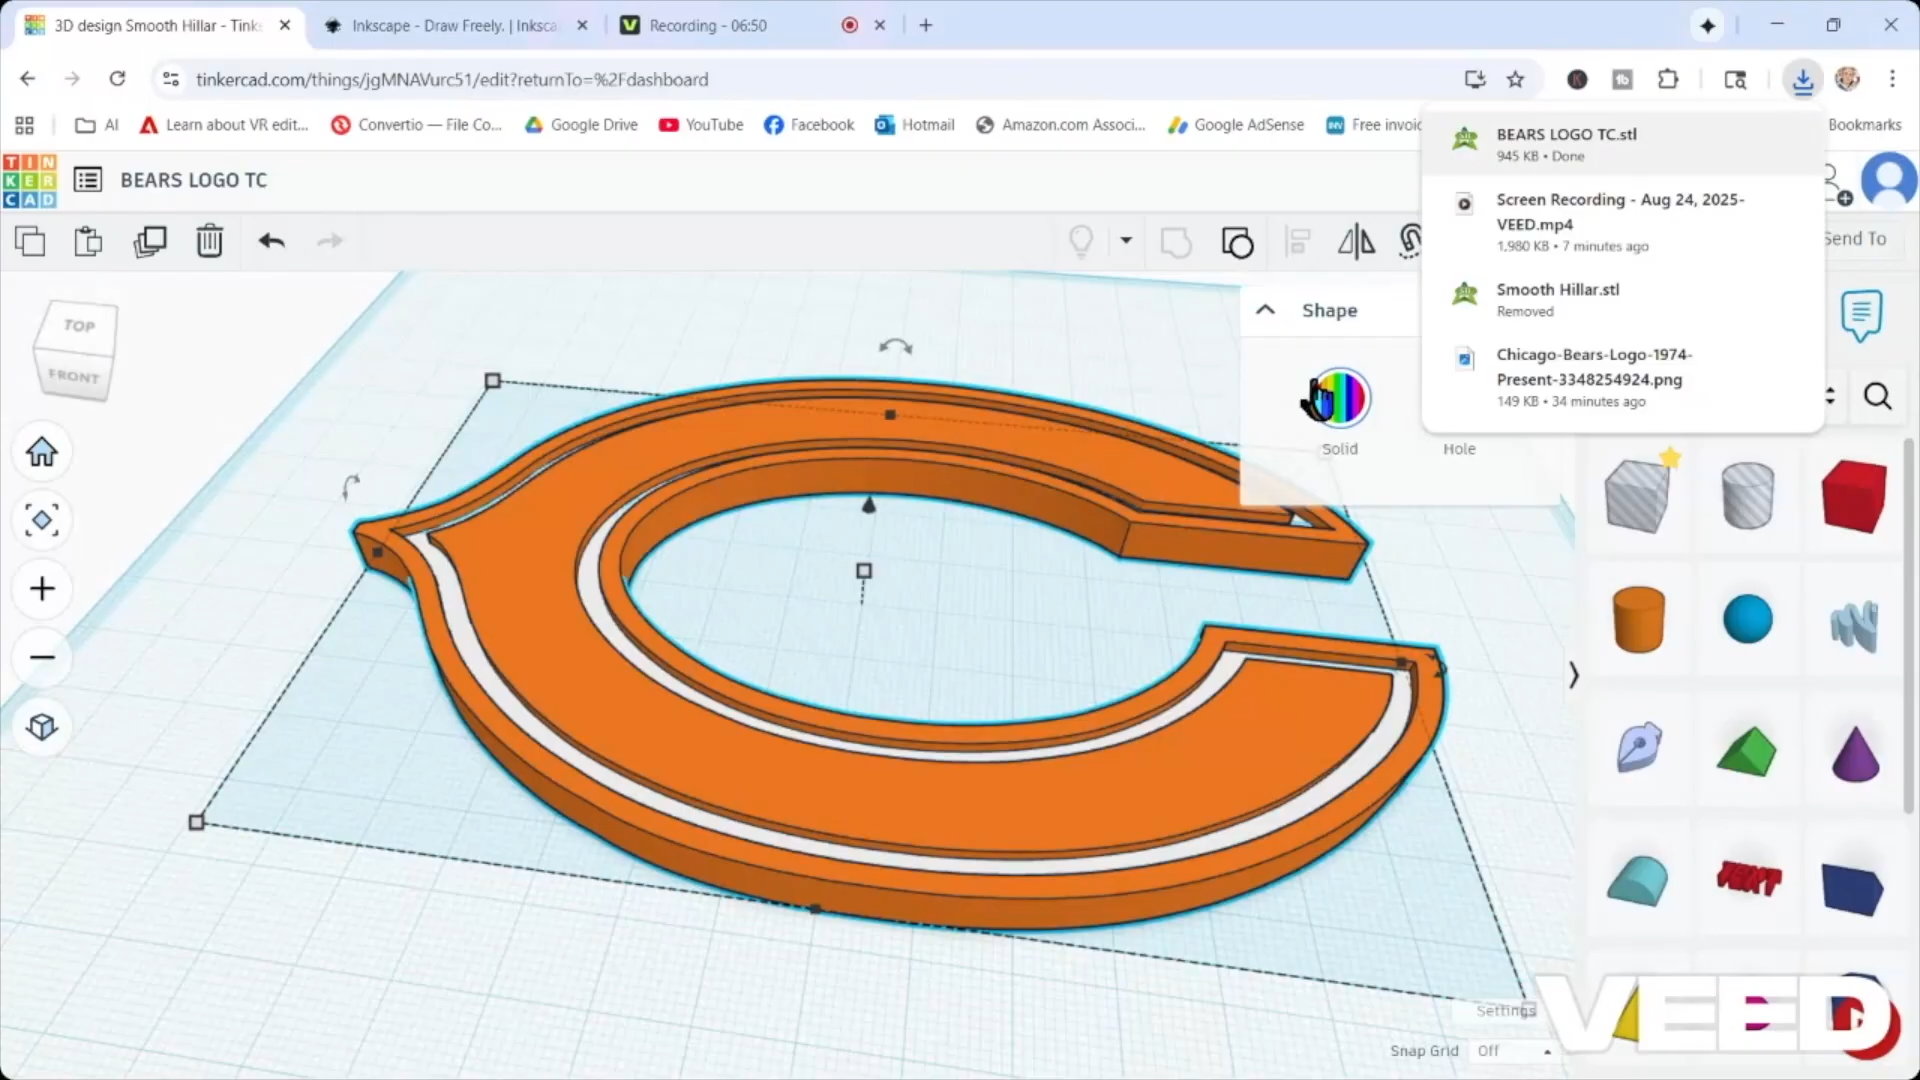 3D design Smooth Hillar - Tink
Inkscape - Draw Freely. | Inksca
Recording - 06:50
tinkercad.com/things/jgMNAVurc51/edit?returnTo=%2Fdashboard
AI
Learn about VR edit...
Convertio — File Co...
Google Drive
YouTube
Facebook
Hotmail
Amazon.com Associ...
Google AdSense
Free invoic
Bookmarks
TIN
KER
CAD
BEARS LOGO TC
BEARS LOGO TC.stl
945 KB • Done
Screen Recording - Aug 24, 2025-
VEED.mp4
1,980 KB • 7 minutes ago
Smooth Hillar.stl
Removed
Chicago-Bears-Logo-1974-
Present-3348254924.png
149 KB • 34 minutes ago
Send To
TOP
FRONT
Shape
Solid
Hole
TEXT
Settings
Snap Grid
Off
VEED